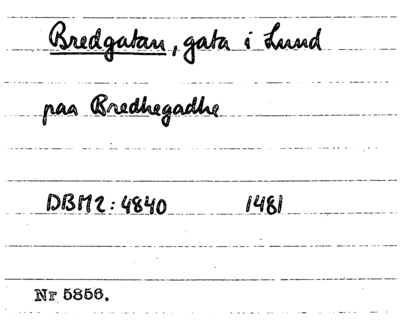 Bredgatan, gata i Lund
paa Bredhegadhe
DBM2:4840 1481
Nr 5856.